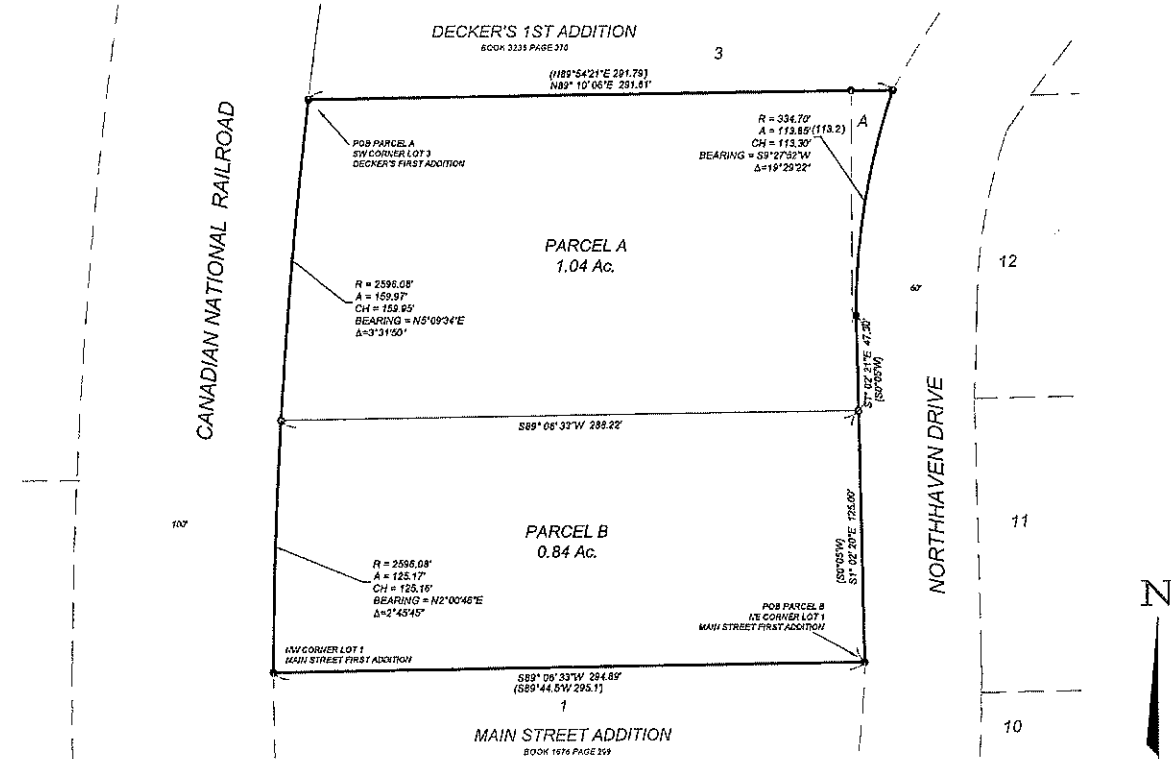 DECKER'S 1ST ADDITION
BOOK 3235 PAGE 370
3
(N89°54'21"E 291.79)
N89° 10' 06"E 291.81'
A
R = 334.70'
A = 113.85'(113.2)
CH = 113.30'
BEARING = S9°27'52"W
Δ=19°29'22"
POB PARCEL A
SW CORNER LOT 3
DECKER'S FIRST ADDITION
CANADIAN NATIONAL RAILROAD
PARCEL A
1.04 Ac.
12
R = 2596.08'
A = 159.97'
CH = 159.95'
BEARING = N5°09'34"E
Δ=3°31'50"
60'
S1° 02' 21"E 47.50'
(S0°05'W)
S89° 06' 33"W 288.22'
NORTHHAVEN DRIVE
100'
PARCEL B
0.84 Ac.
11
(S0°05'W)
S1° 02' 20"E 125.00'
R = 2596.08'
A = 125.17'
CH = 125.16'
BEARING = N2°00'46"E
Δ=2°45'45"
POB PARCEL B
NE CORNER LOT 1
MAIN STREET FIRST ADDITION
N
NW CORNER LOT 1
MAIN STREET FIRST ADDITION
S89° 06' 33"W 294.89'
(S89°44.5'W 295.1')
1
10
MAIN STREET ADDITION
BOOK 1676 PAGE 299